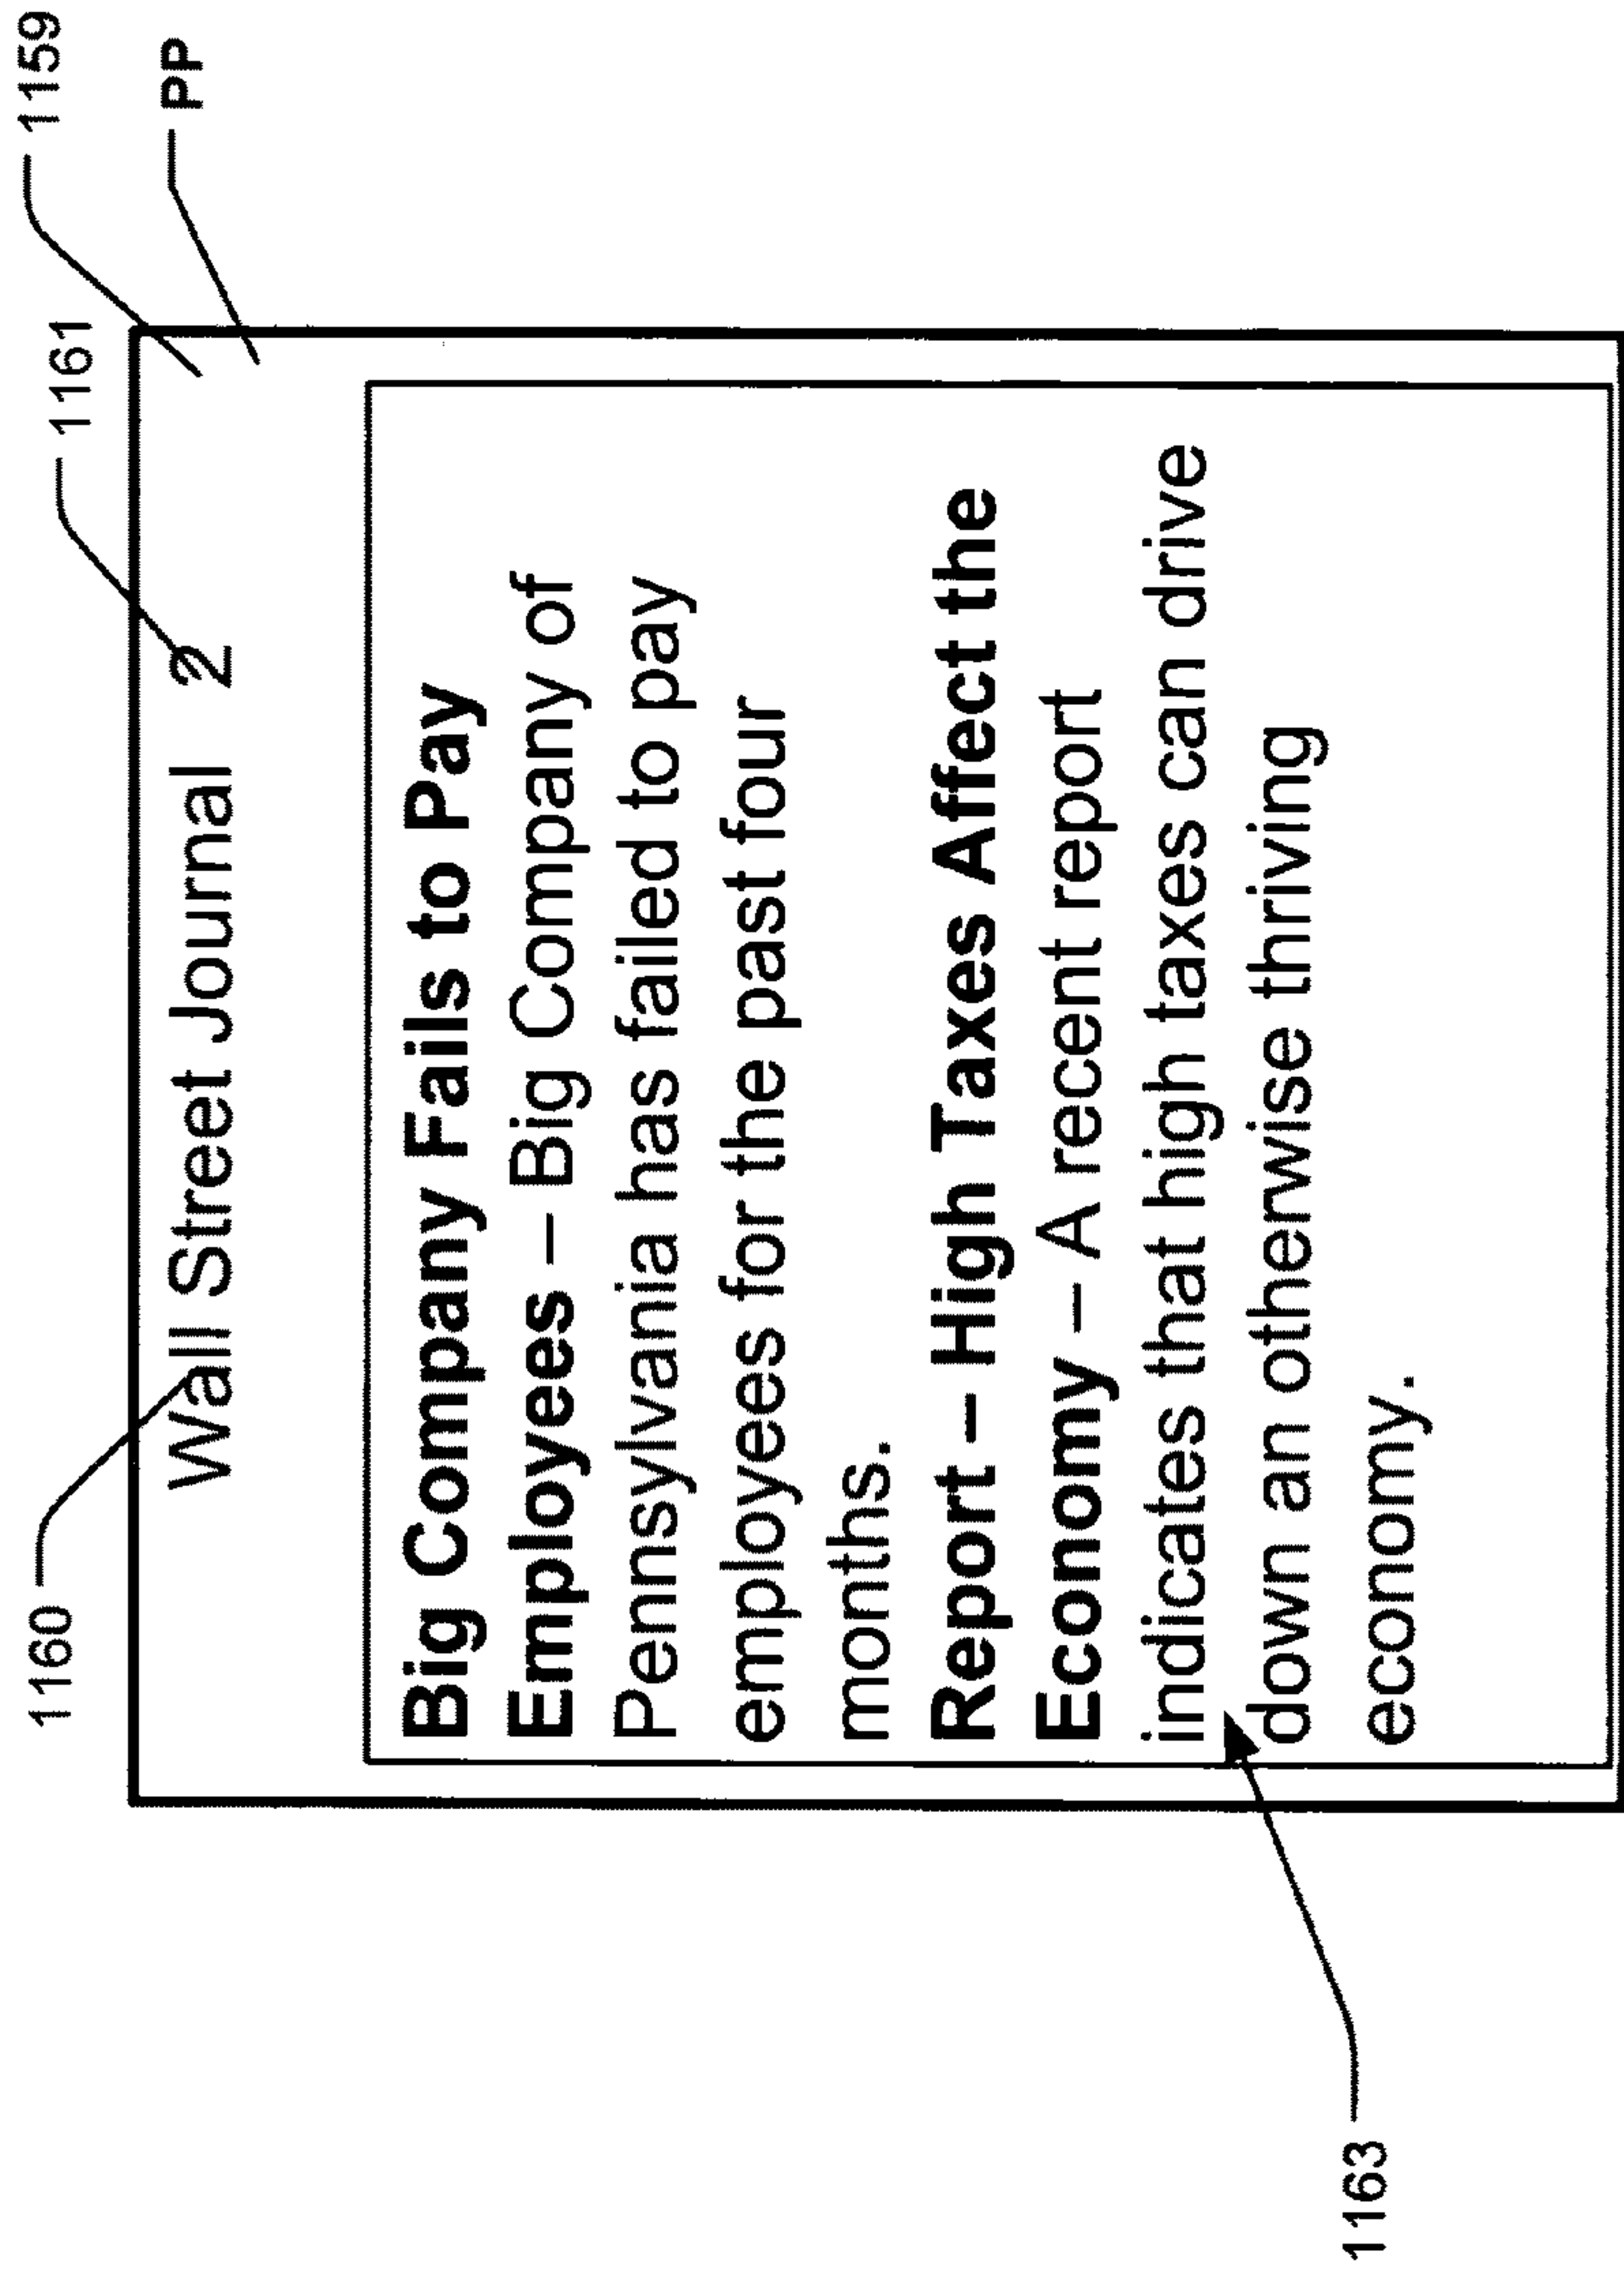 1159
PP
1161
1160
Wall Street Journal 2
Big Company Fails to Pay
Employees – Big Company of
Pennsylvania has failed to pay
employees for the past four
months.
Report – High Taxes Affect the
Economy – A recent report
indicates that high taxes can drive
down an otherwise thriving
economy.
1163